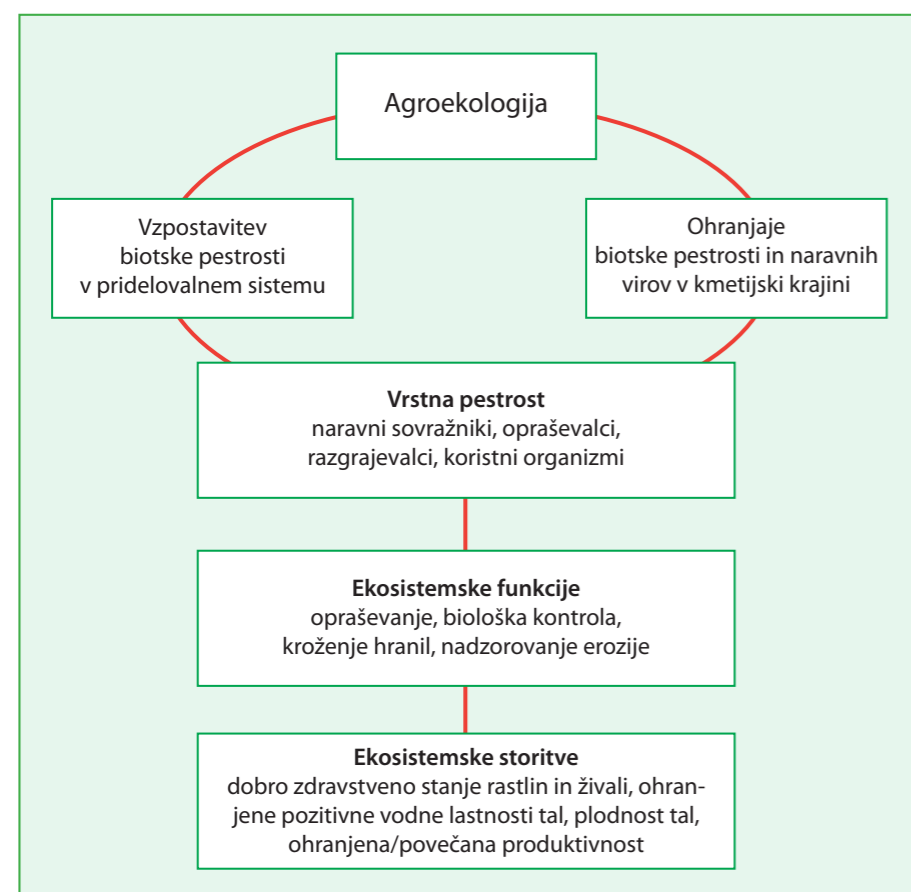 Agroekologija
Vzpostavitev
biotske pestrosti
v pridelovalnem sistemu
Ohranjaje
biotske pestrosti in naravnih
virov v kmetijski krajini
Vrstna pestrost
naravni sovražniki, opraševalci,
razgrajevalci, koristni organizmi
Ekosistemske funkcije
opraševanje, biološka kontrola,
kroženje hranil, nadzorovanje erozije
Ekosistemske storitve
dobro zdravstveno stanje rastlin in živali, ohran-
jene pozitivne vodne lastnosti tal, plodnost tal,
ohranjena/povečana produktivnost